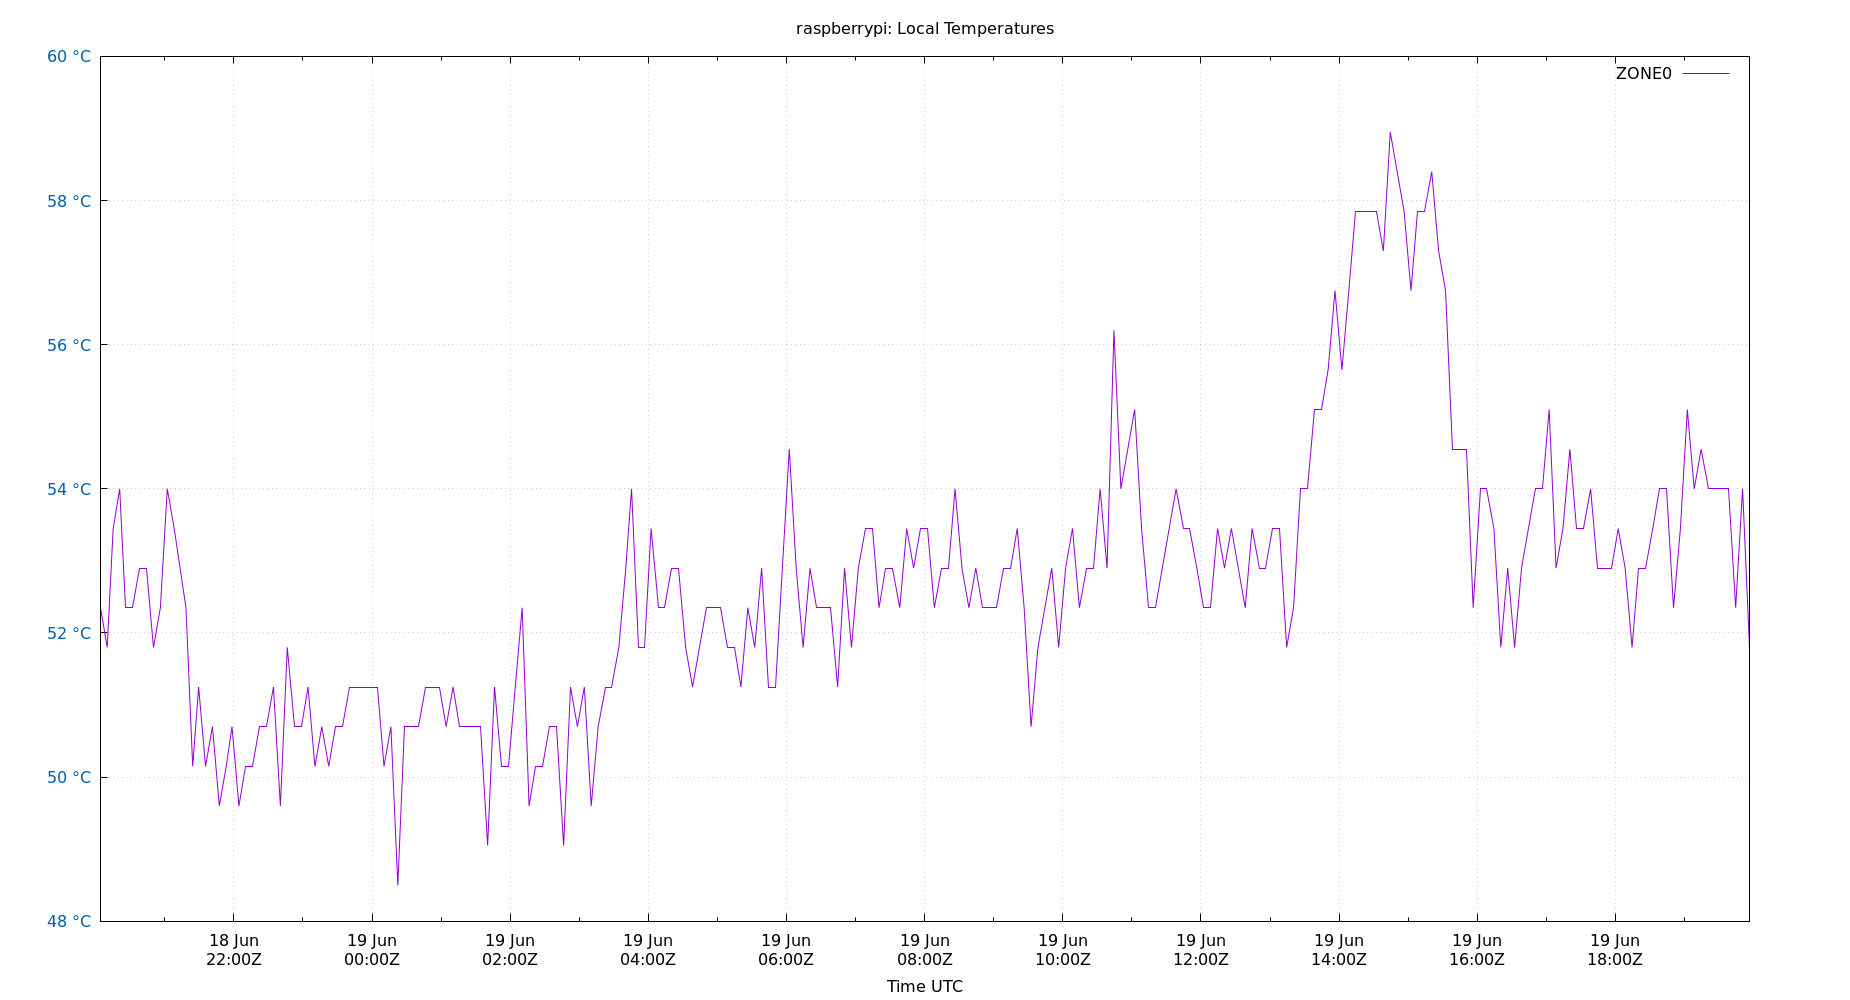 raspberrypi: Local Temperatures
60 °C
ZONE0
58 °C
56 °C
54 °C
52 °C
50 °C
48 °C
18 Jun 19 Jun 19 Jun 19 Jun 19 Jun 19 Jun 19 Jun 19 Jun 19 Jun 19 Jun 19 Jun
22:00Z 00:00Z 02:00Z 04:00Z 06:00Z 08:00Z 10:00Z 12:00Z 14:00Z 16:00Z 18:00Z
Time UTC